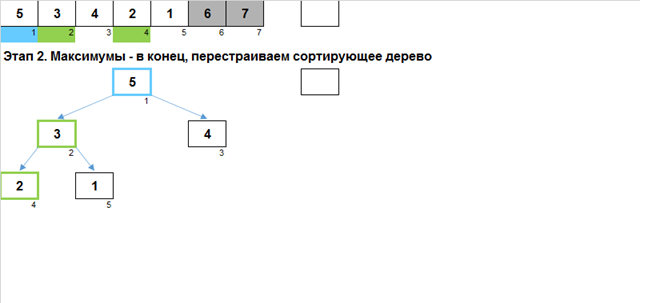 5 3 4 2 1 6 7
1 2 3 4 5 6 7
Этап 2. Максимумы - в конец, перестраиваем сортирующее дерево
5
1
3 4
2 3
2 1
4 5